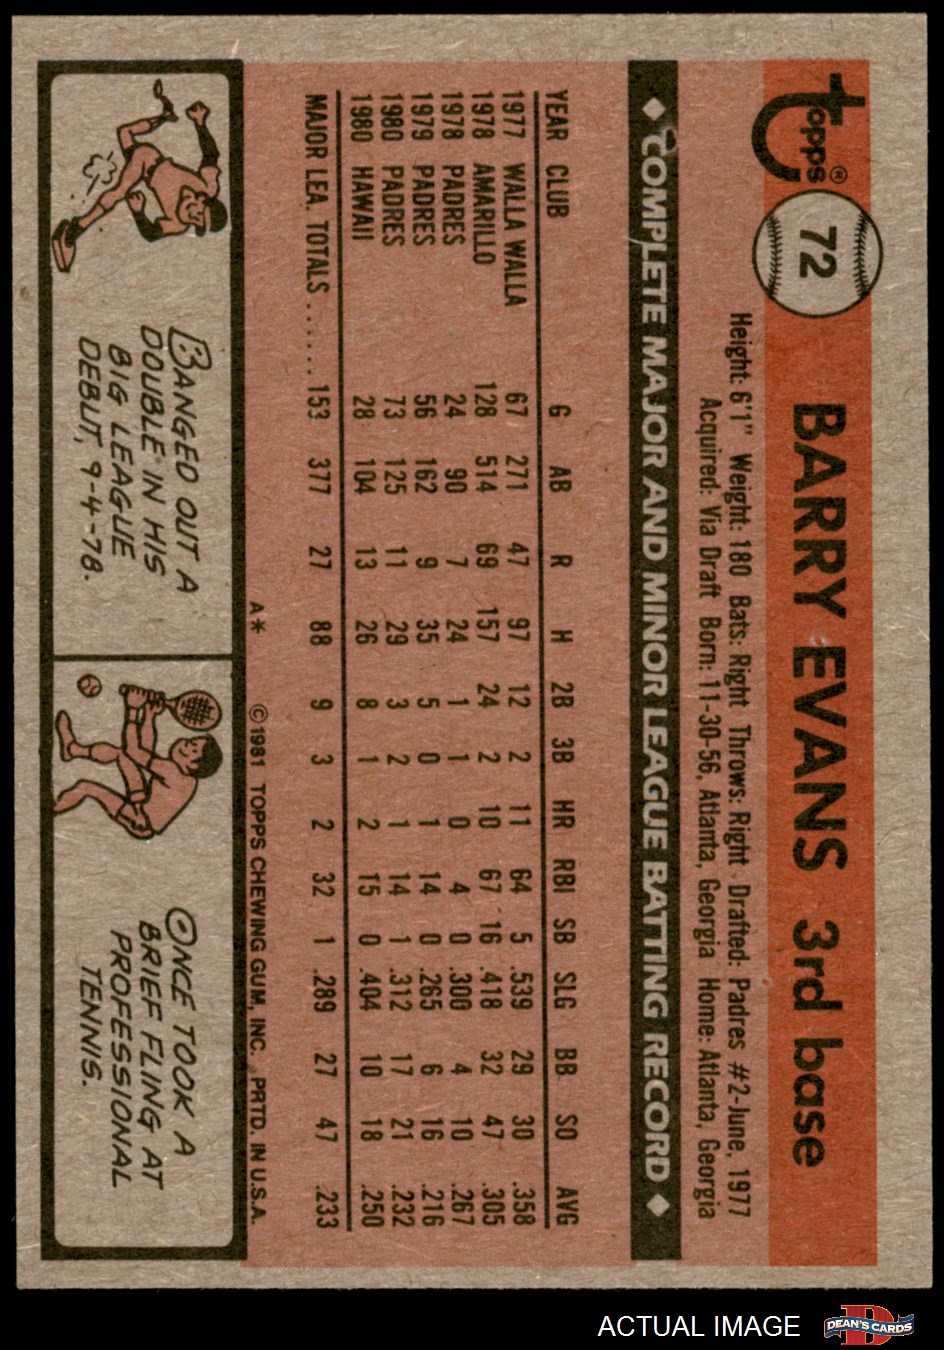 topps®
72
BARRY EVANS 3rd base
Height: 6'1" Weight: 180 Bats: Right Throws: Right Drafted: Padres #2-June, 1977
Acquired: Via Draft Born: 11-30-56, Atlanta, Georgia Home: Atlanta, Georgia
◆ COMPLETE MAJOR AND MINOR LEAGUE BATTING RECORD ◆
YEAR CLUB G AB R H 2B 3B HR RBI SB SLG BB SO AVG
1977 WALLA WALLA 67 271 47 97 12 2 11 64 5 .539 29 30 .358
1978 AMARILLO 128 514 69 157 24 2 10 67 16 .418 32 47 .305
1978 PADRES 24 90 7 24 1 1 0 4 0 .300 4 10 .267
1979 PADRES 56 162 9 35 5 0 1 14 0 .265 6 16 .216
1980 PADRES 73 125 11 29 3 2 1 14 1 .312 17 21 .232
1980 HAWAII 28 104 13 26 8 1 2 15 0 .404 10 18 .250
MAJOR LEA. TOTALS ...... 153 377 27 88 9 3 2 32 1 .289 27 47 .233
A* ©1981 TOPPS CHEWING GUM, INC. PRTD. IN U.S.A.
BANGED OUT A
DOUBLE IN HIS
BIG LEAGUE
DEBUT, 9-4-78.
ONCE TOOK A
BRIEF FLING AT
PROFESSIONAL
TENNIS.
ACTUAL IMAGE
D
DEAN'S CARDS